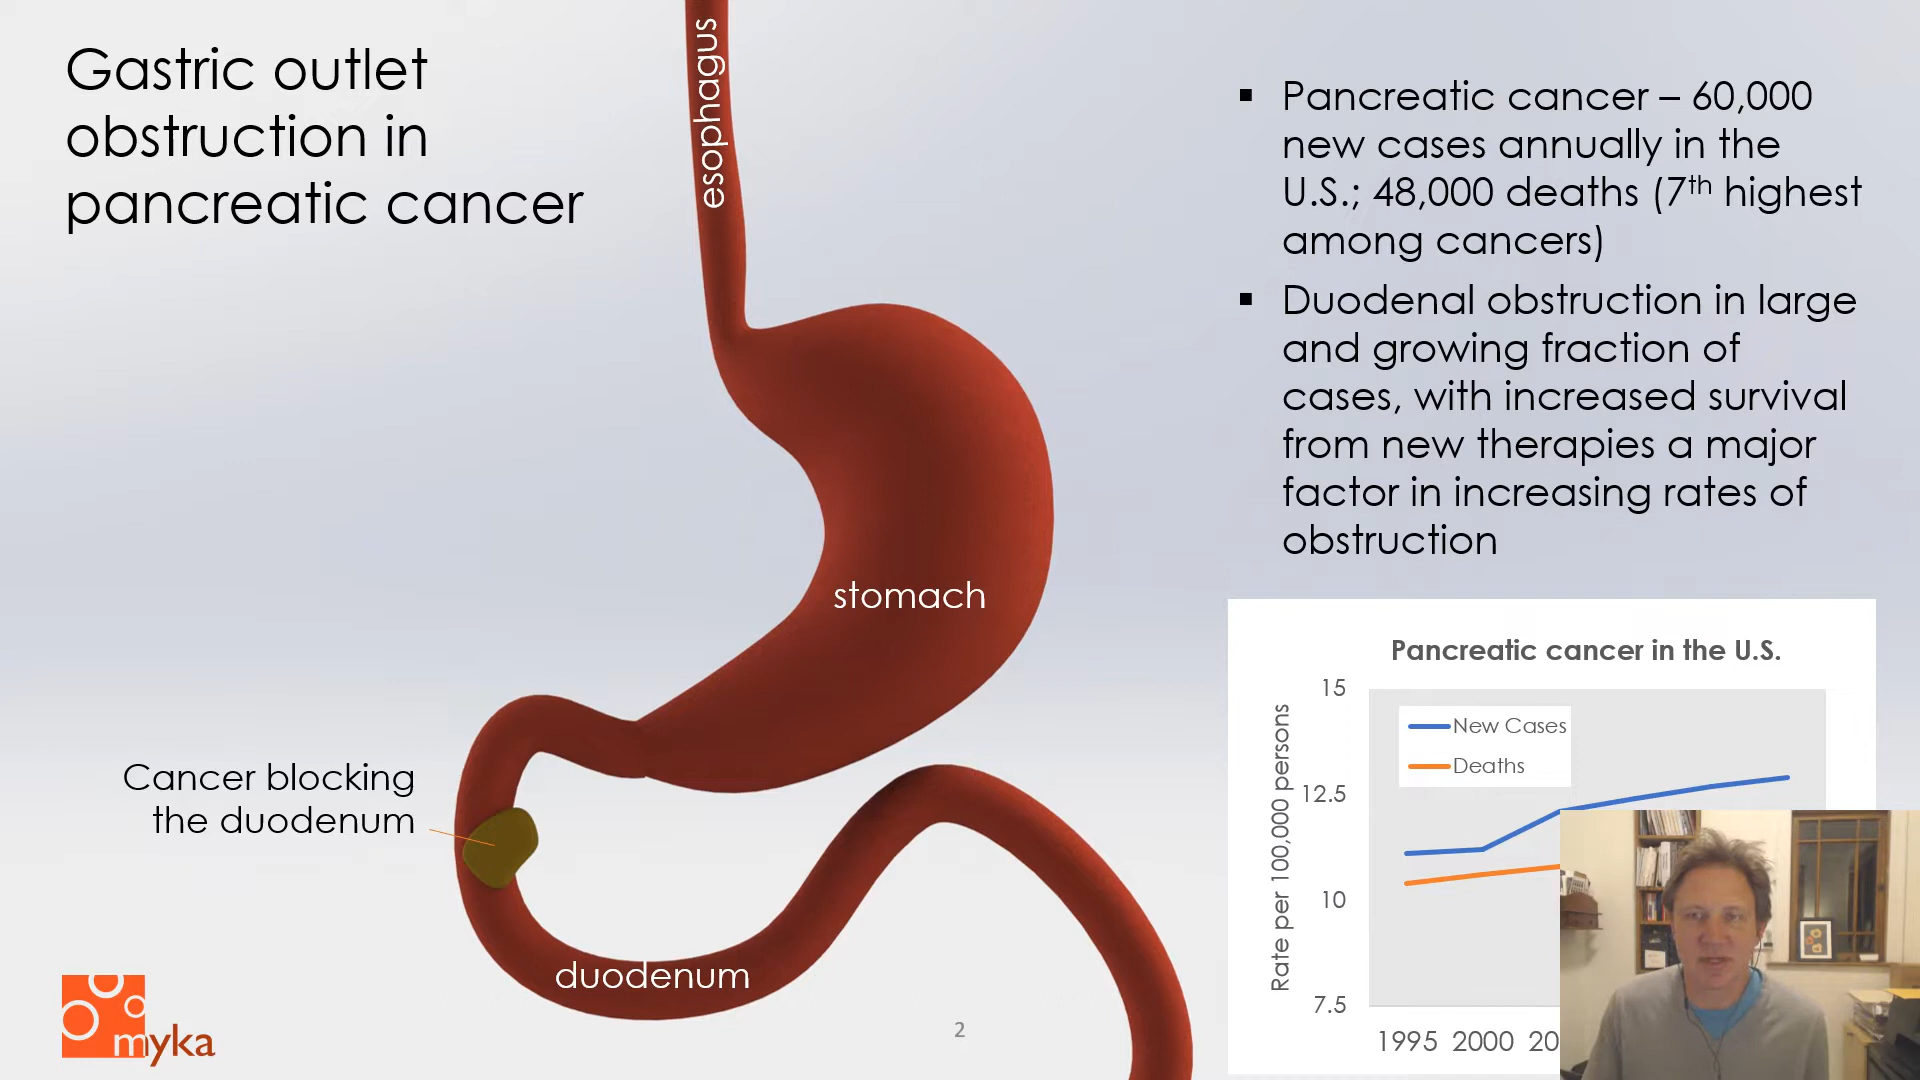 Gastric outlet
obstruction in
pancreatic cancer
esophagus
stomach
Cancer blocking
the duodenum
duodenum
myka
2
▪ Pancreatic cancer – 60,000
new cases annually in the
U.S.; 48,000 deaths (7th highest
among cancers)
▪ Duodenal obstruction in large
and growing fraction of
cases, with increased survival
from new therapies a major
factor in increasing rates of
obstruction
Pancreatic cancer in the U.S.
Rate per 100,000 persons
15
12.5
10
7.5
New Cases
Deaths
1995 2000 20